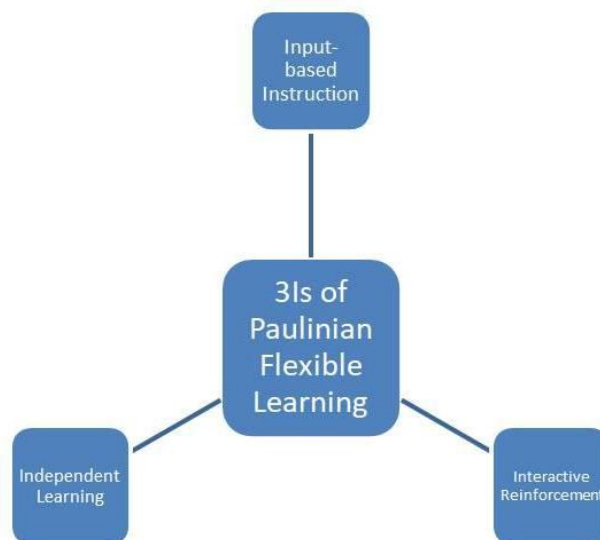 Input-
based
Instruction
3Is of
Paulinian
Flexible
Learning
Independent
Learning
Interactive
Reinforcement